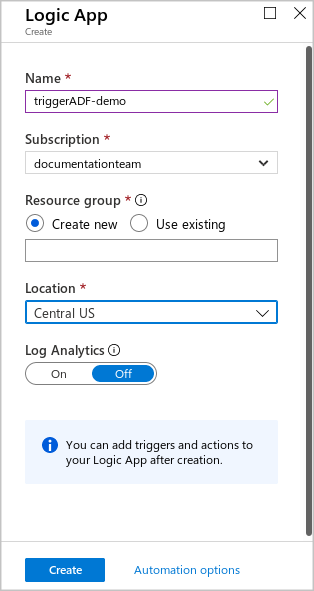 Logic App
Create
Name *
triggerADF-demo
Subscription *
documentationteam
Resource group *
Create new
Use existing
Location *
Central US
Log Analytics
On
Off
You can add triggers and actions to
your Logic App after creation.
Create
Automation options